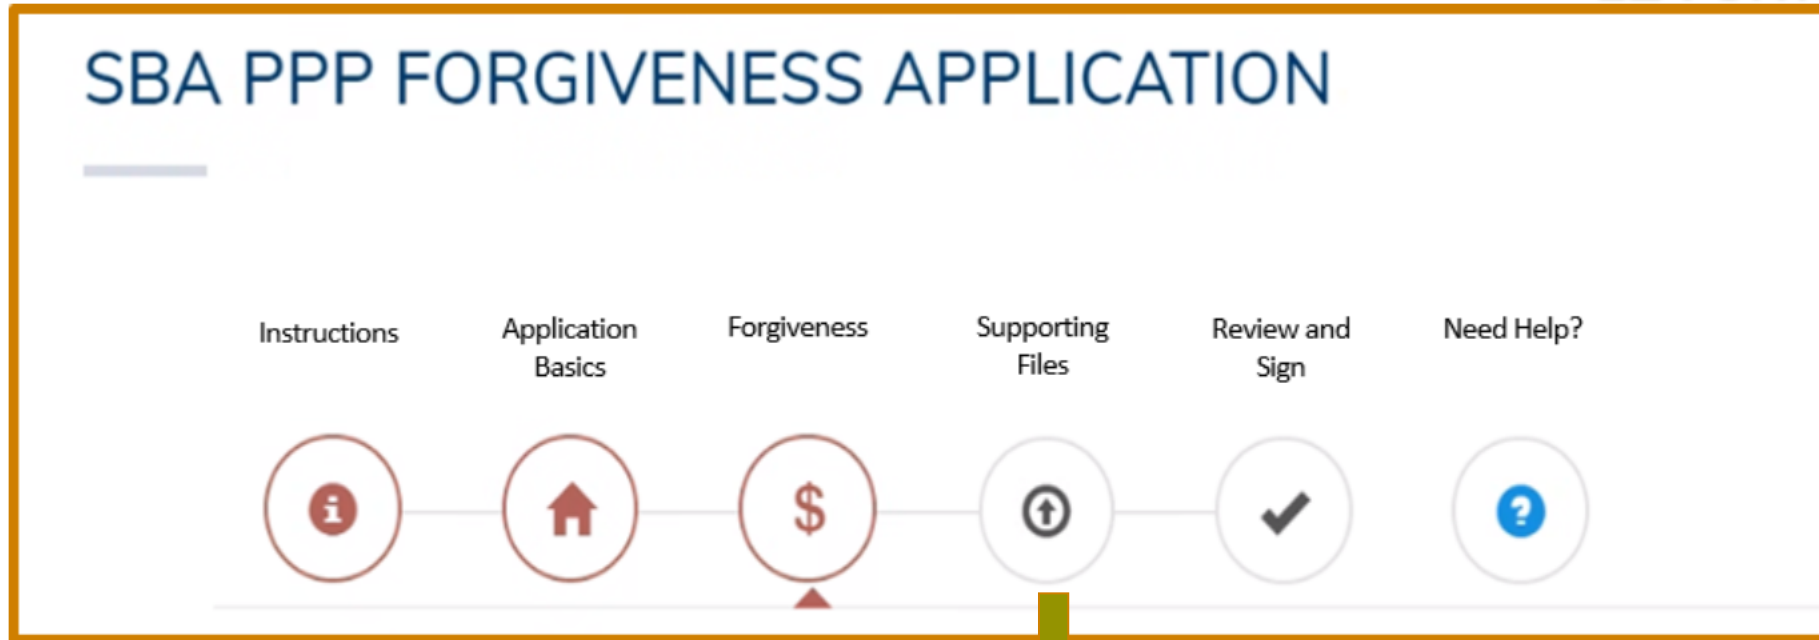 SBA PPP FORGIVENESS APPLICATION
Instructions
Application
Basics
Forgiveness
Supporting
Files
Review and
Sign
Need Help?
i
$
?